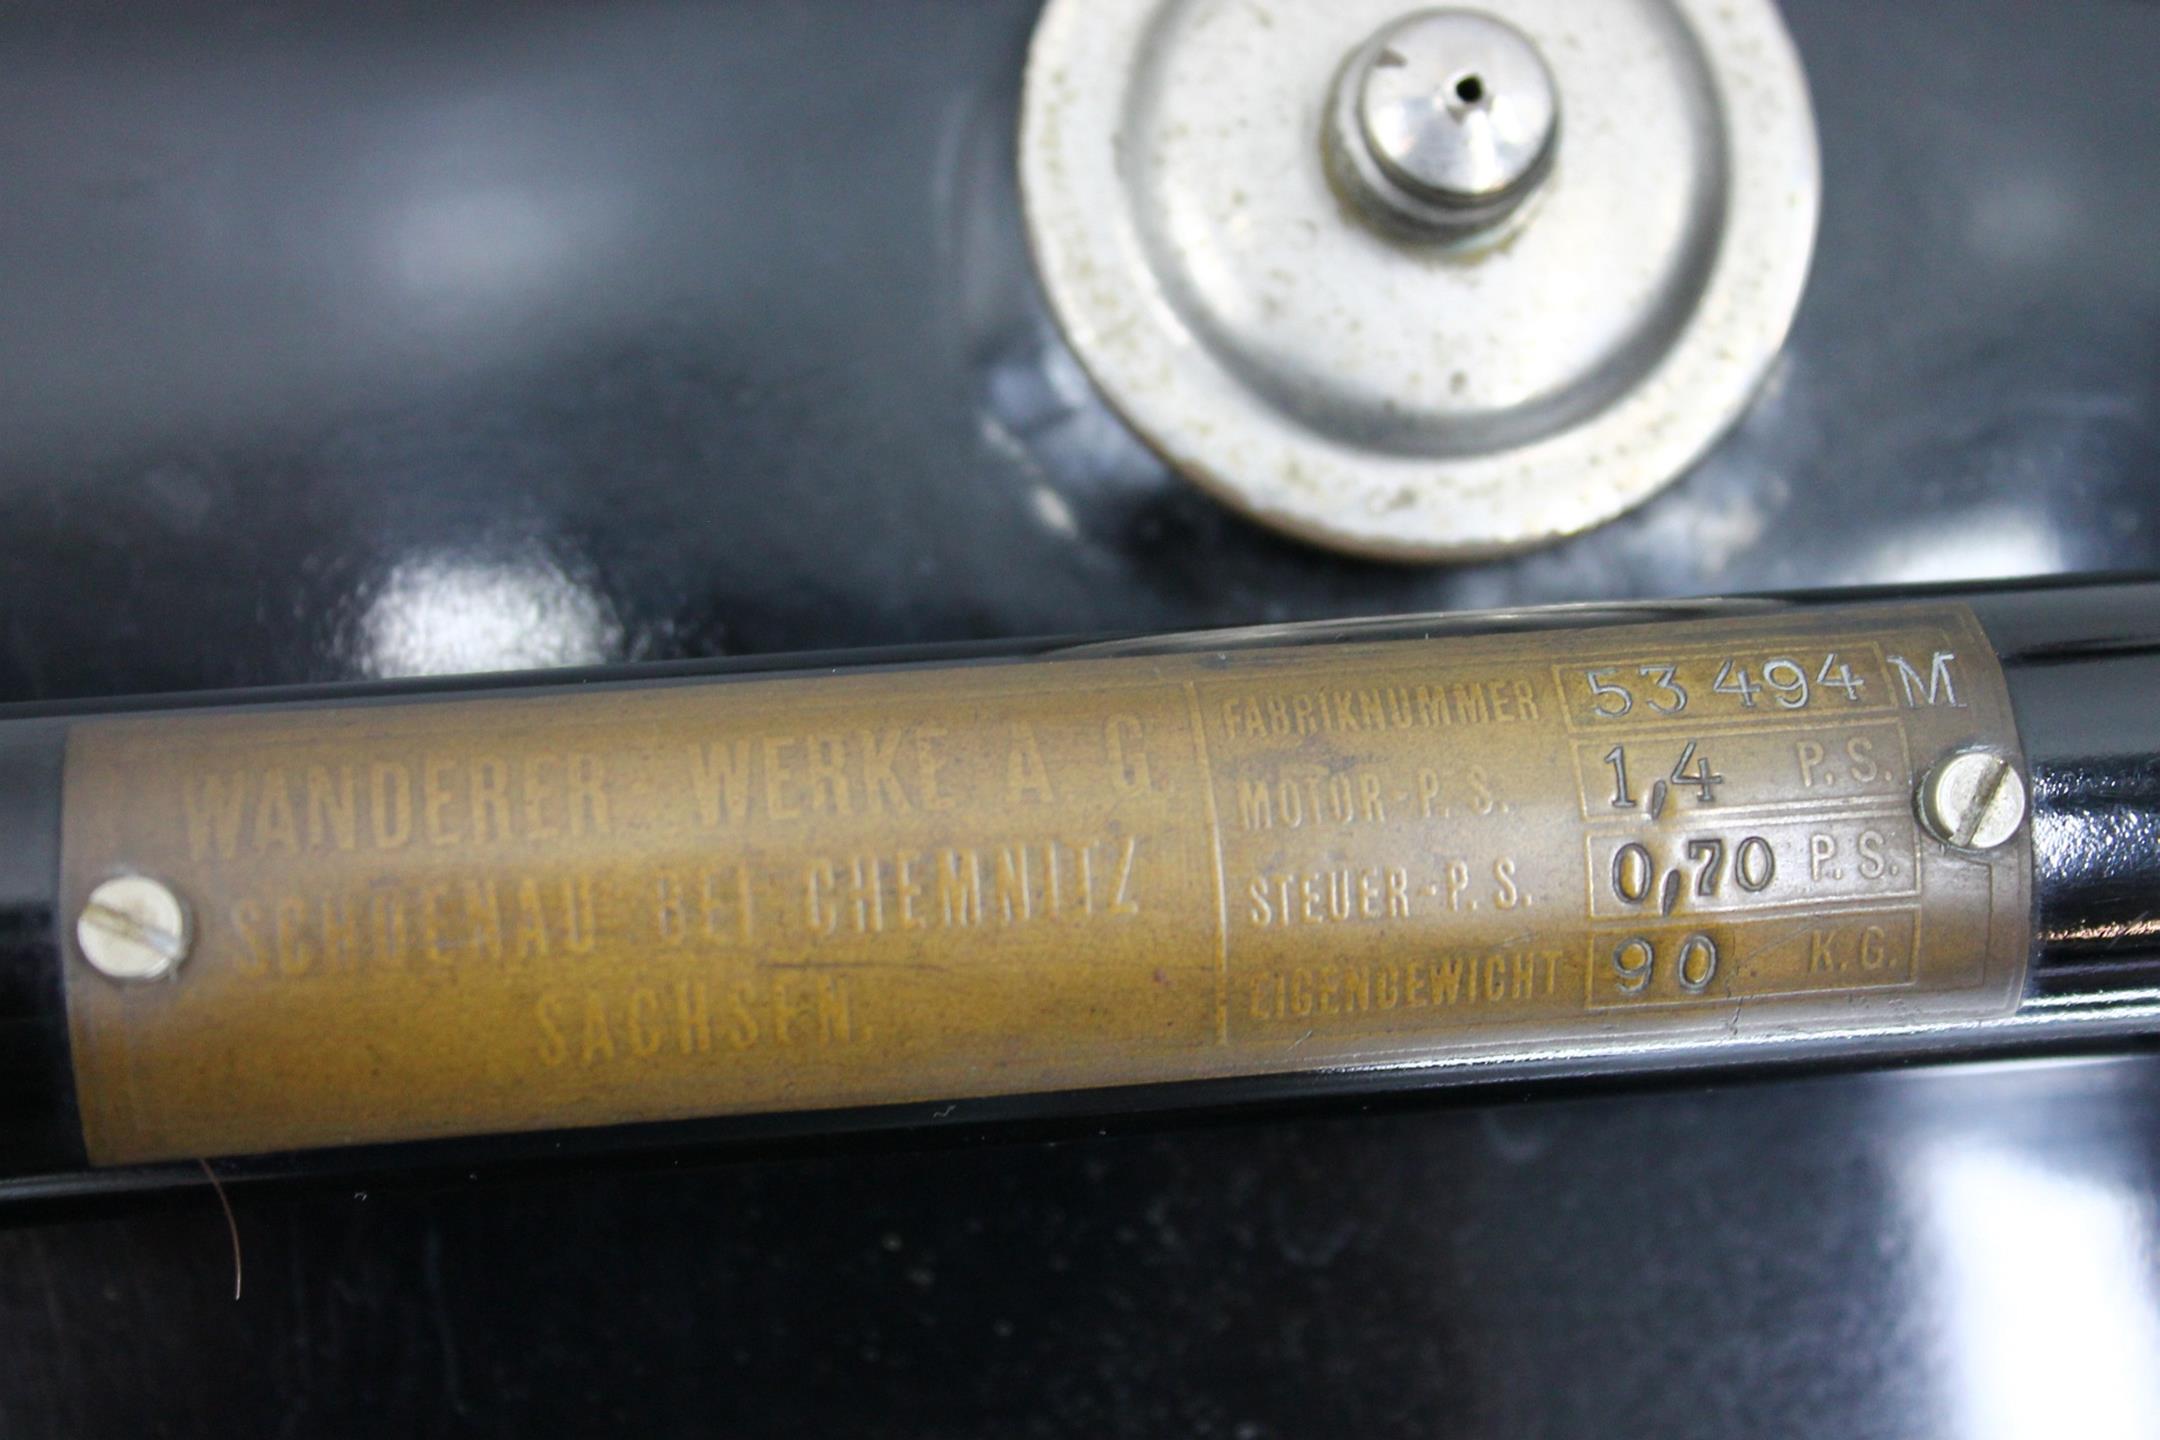 WANDERER WERKE A. G.
SCHOENAU BEI CHEMNITZ
SACHSEN.
FABRIKNUMMER 53 494 M
MOTOR-P. S. 1,4 P. S.
STEUER-P. S. 0,70 P. S.
EIGENGEWICHT 90 K. G.